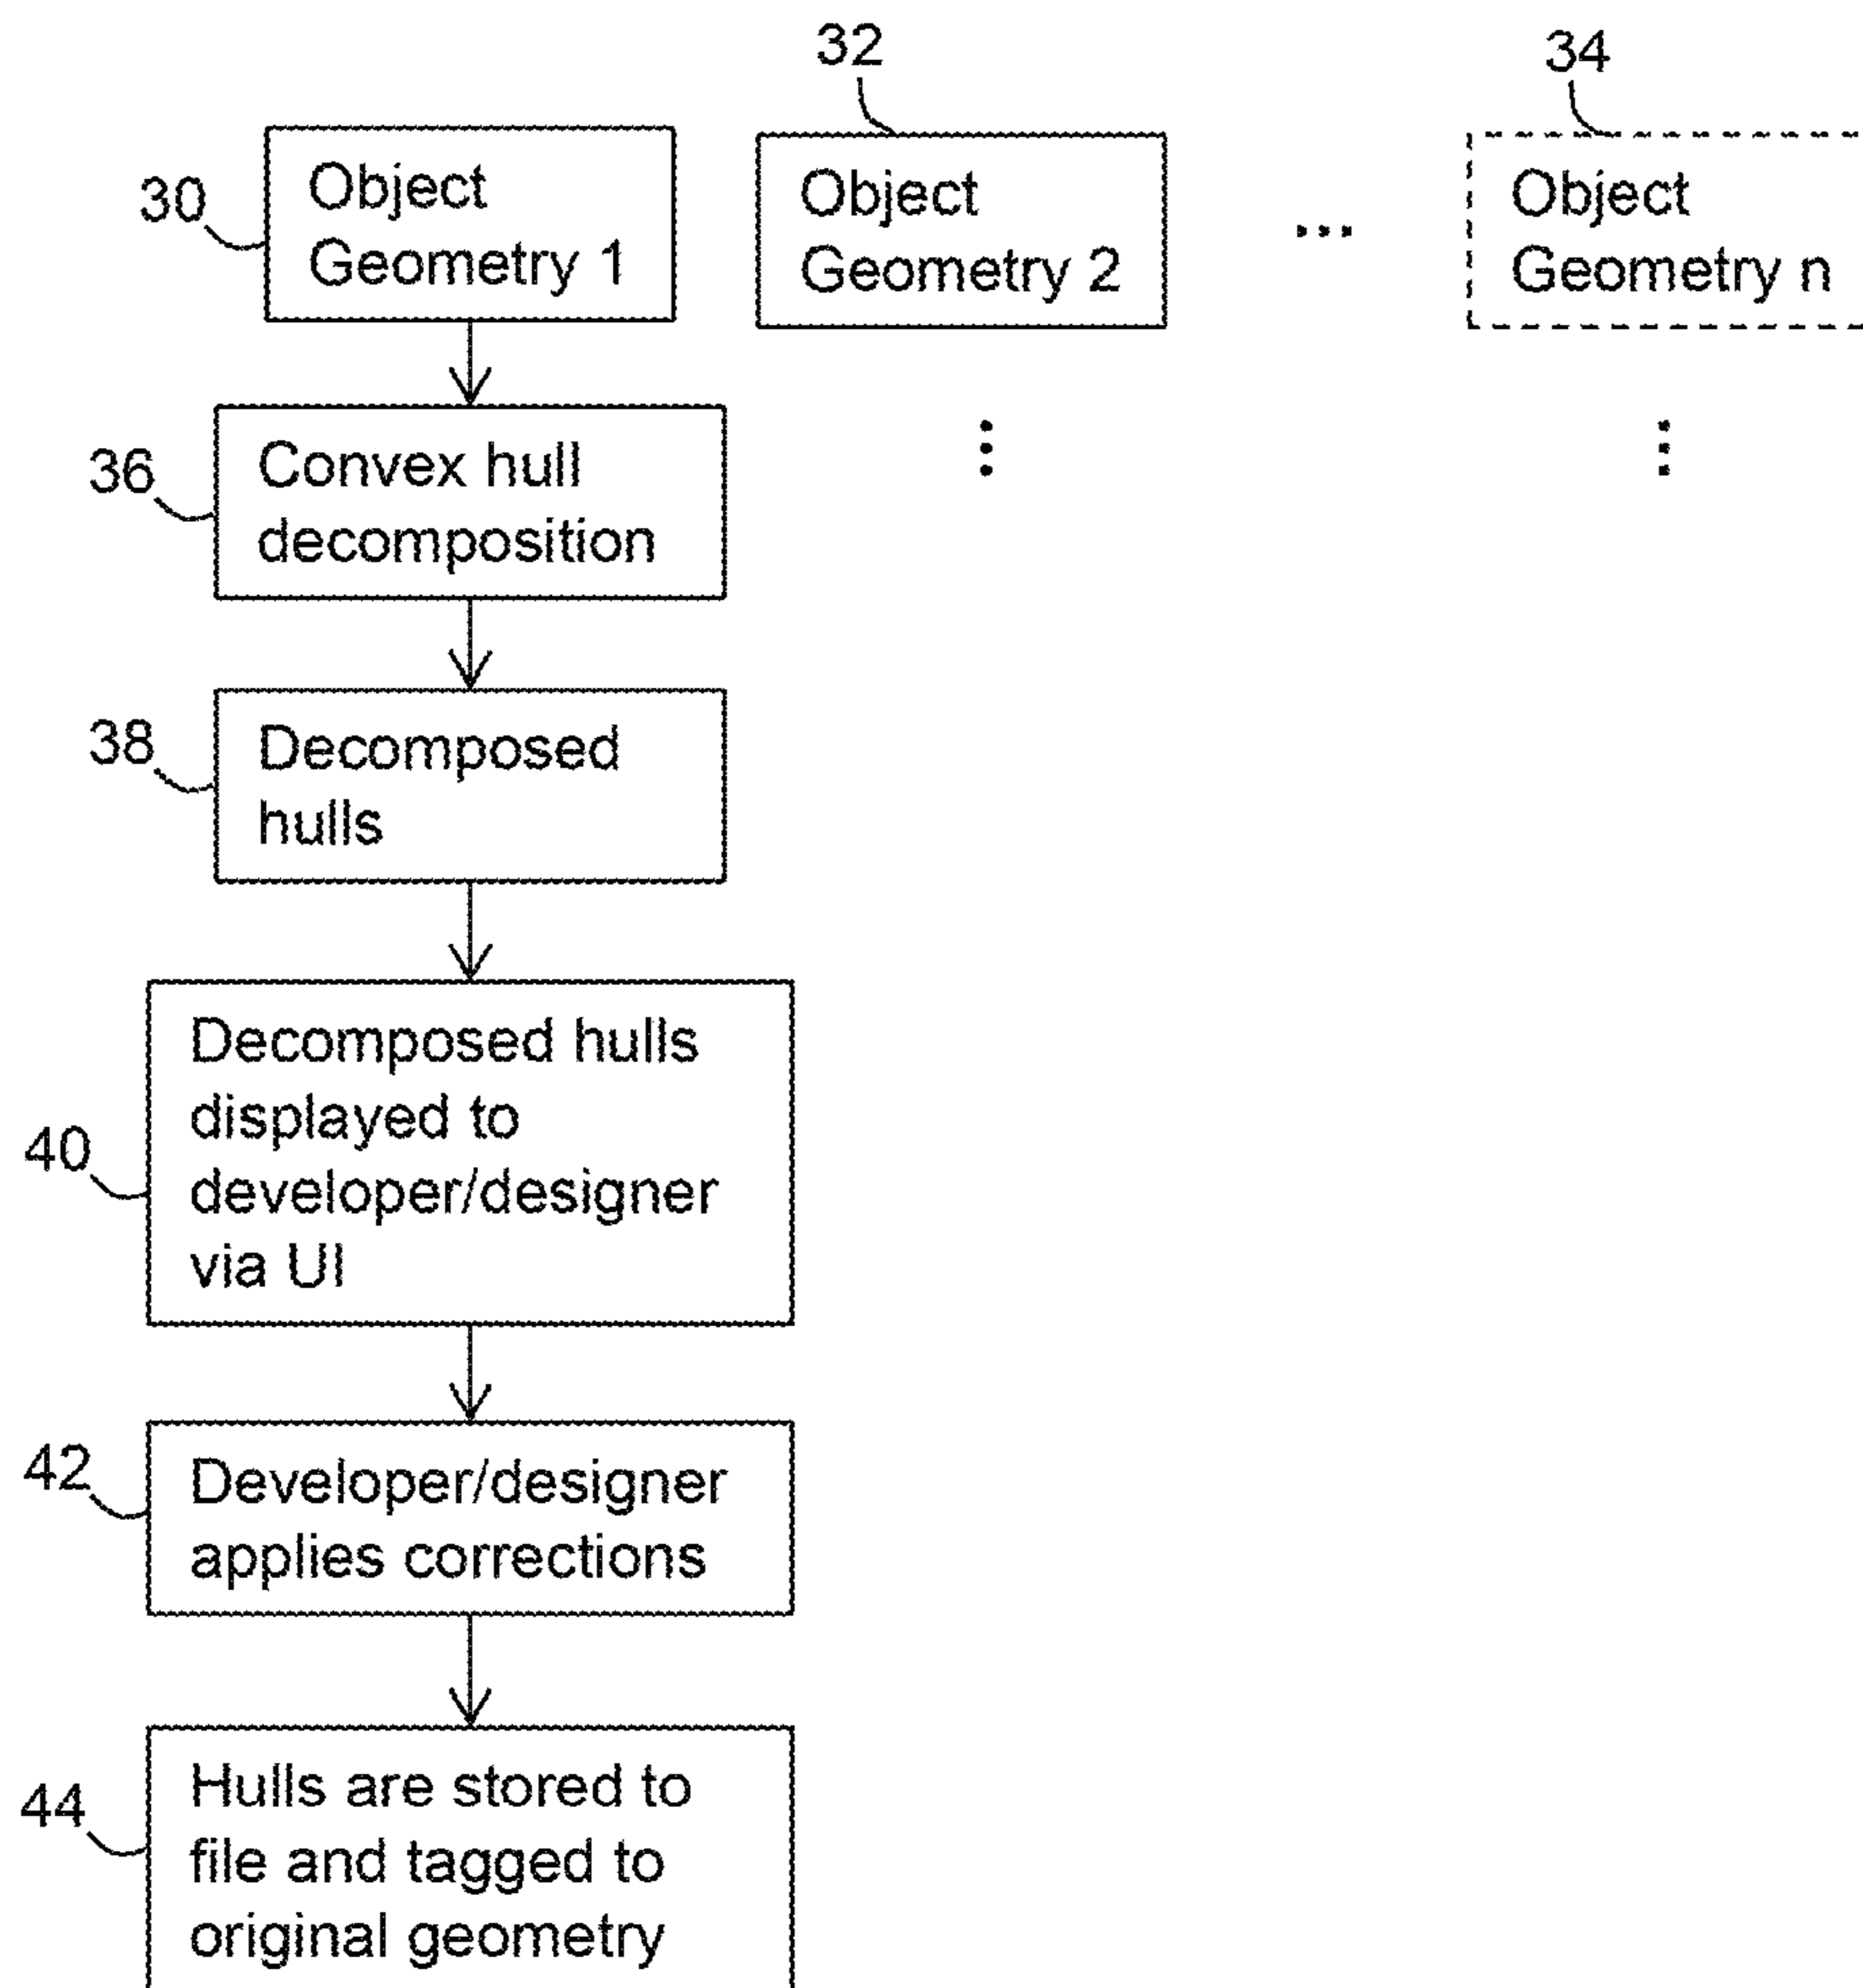 32
34
30
Object
Geometry 1
Object
Geometry 2
...
Object
Geometry n
36
Convex hull
decomposition
38
Decomposed
hulls
40
Decomposed hulls
displayed to
developer/designer
via UI
42
Developer/designer
applies corrections
44
Hulls are stored to
file and tagged to
original geometry